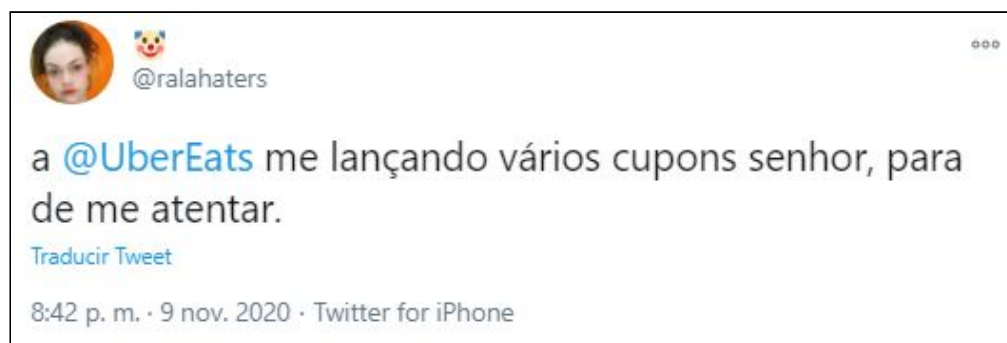 🤡
@ralahaters
a @UberEats me lançando vários cupons senhor, para
de me atentar.
Traducir Tweet
8:42 p. m. · 9 nov. 2020 · Twitter for iPhone